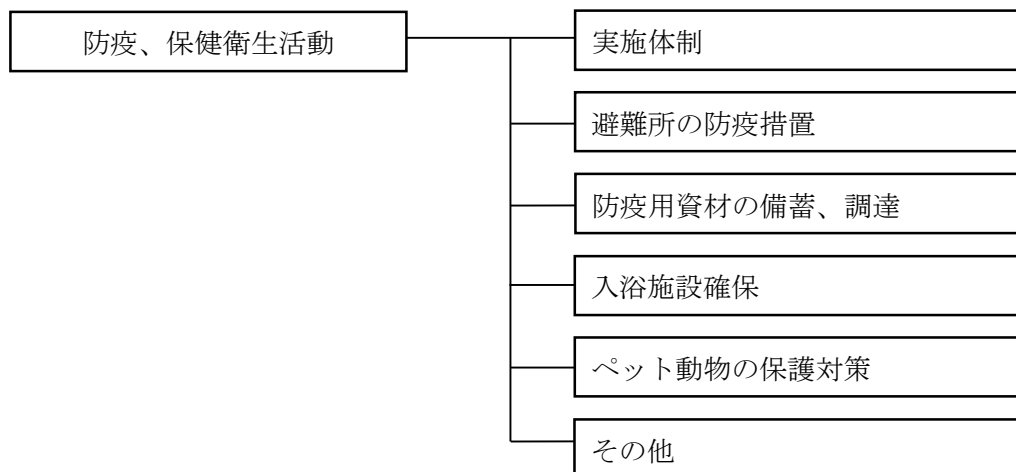 防疫、保健衛生活動
実施体制
避難所の防疫措置
防疫用資材の備蓄、調達
入浴施設確保
ペット動物の保護対策
その他